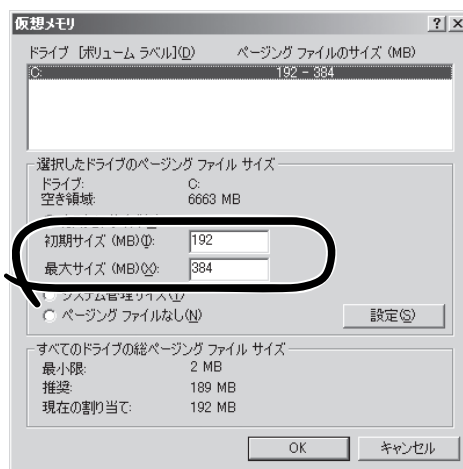 仮想メモリ
ドライブ [ボリューム ラベル](D) ページング ファイルのサイズ (MB)
C: 192 - 384
選択したドライブのページング ファイル サイズ
ドライブ: C:
空き領域: 6663 MB
初期サイズ (MB)(I): 192
最大サイズ (MB)(X): 384
システム管理サイズ(Y)
ページング ファイルなし(N) 設定(S)
すべてのドライブの総ページング ファイル サイズ
最小限: 2 MB
推奨: 189 MB
現在の割り当て: 192 MB
OK キャンセル